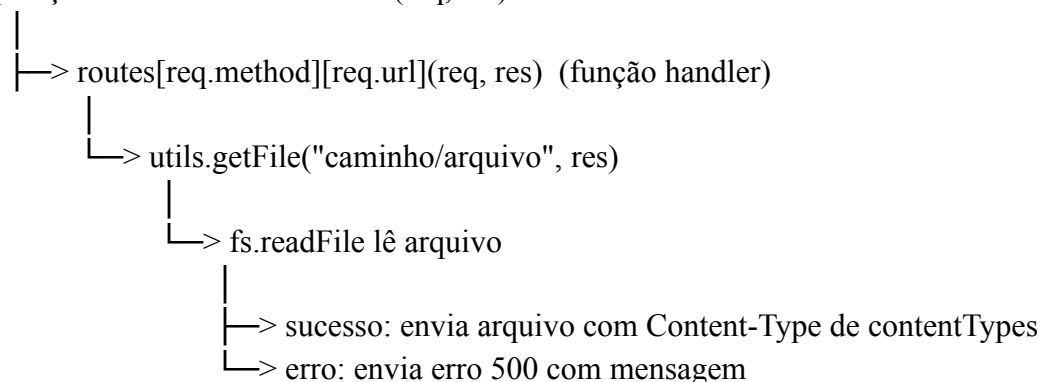 routes[req.method][req.url](req, res) (função handler)
utils.getFile("caminho/arquivo", res)
fs.readFile lê arquivo
sucesso: envia arquivo com Content-Type de contentTypes
erro: envia erro 500 com mensagem